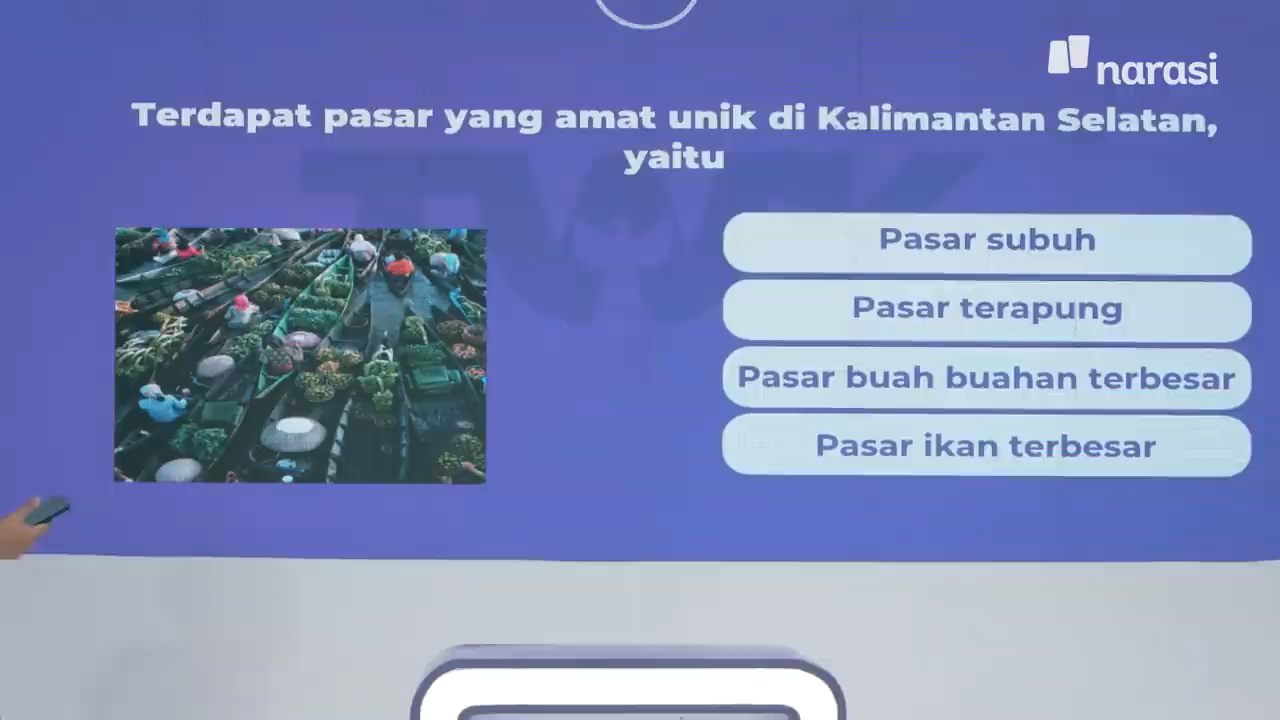 narasi
Terdapat pasar yang amat unik di Kalimantan Selatan,
yaitu
Pasar subuh
Pasar terapung
Pasar buah buahan terbesar
Pasar ikan terbesar